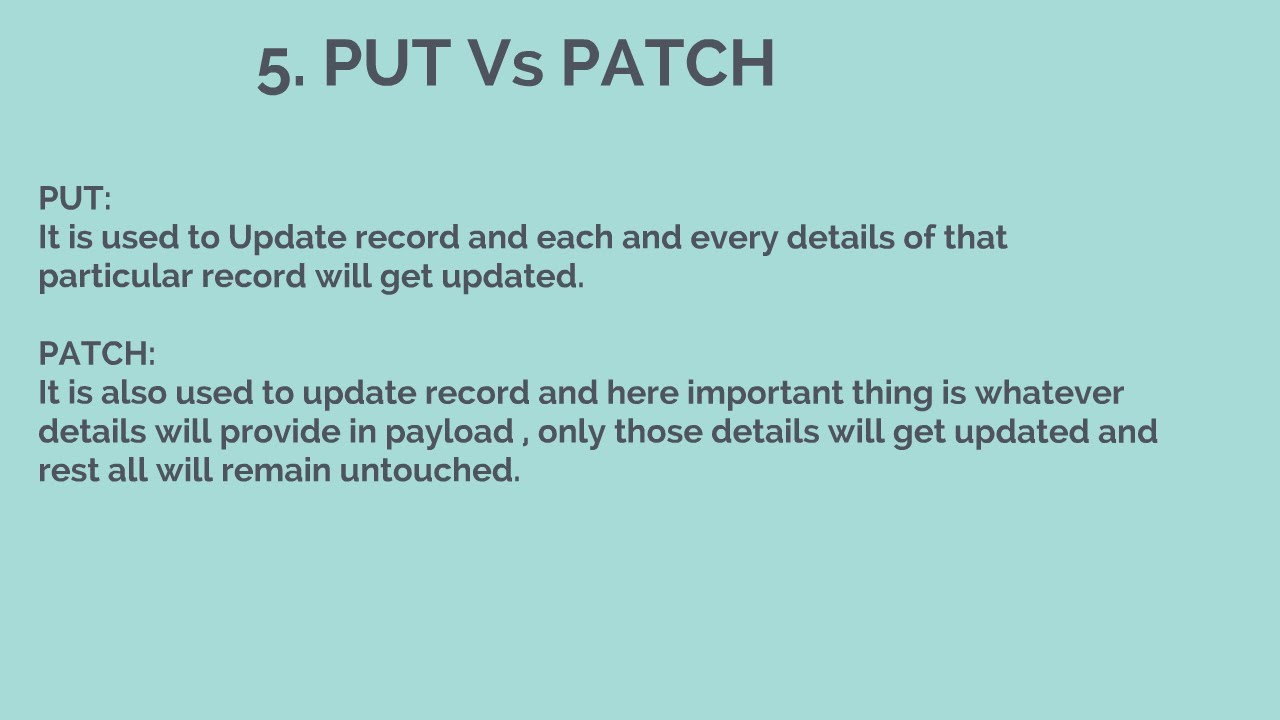 5. PUT Vs PATCH
PUT:
It is used to Update record and each and every details of that
particular record will get updated.
PATCH:
It is also used to update record and here important thing is whatever
details will provide in payload , only those details will get updated and
rest all will remain untouched.